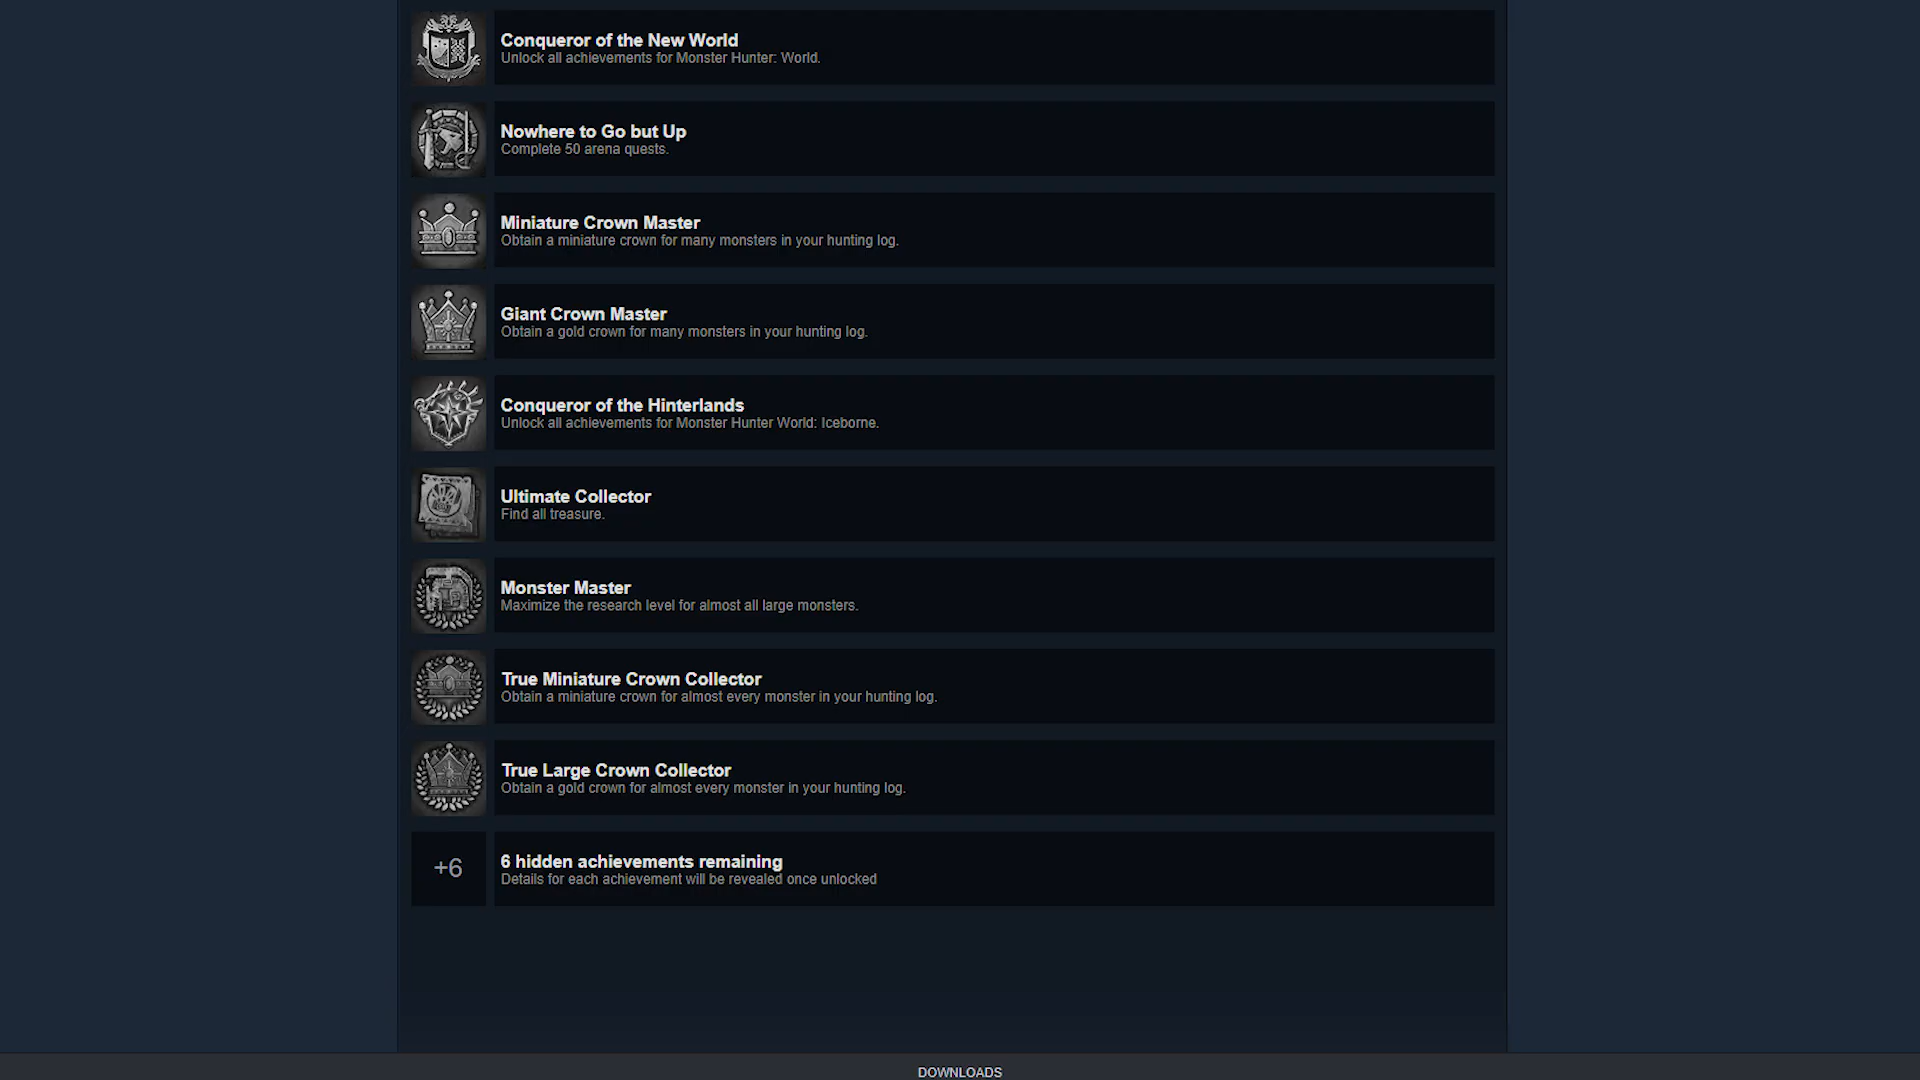 Conqueror of the New World
Unlock all achievements for Monster Hunter: World.
Nowhere to Go but Up
Complete 50 arena quests.
Miniature Crown Master
Obtain a miniature crown for many monsters in your hunting log.
Giant Crown Master
Obtain a gold crown for many monsters in your hunting log.
Conqueror of the Hinterlands
Unlock all achievements for Monster Hunter World: Iceborne.
Ultimate Collector
Find all treasure.
Monster Master
Maximize the research level for almost all large monsters.
True Miniature Crown Collector
Obtain a miniature crown for almost every monster in your hunting log.
True Large Crown Collector
Obtain a gold crown for almost every monster in your hunting log.
+6
6 hidden achievements remaining
Details for each achievement will be revealed once unlocked
DOWNLOADS